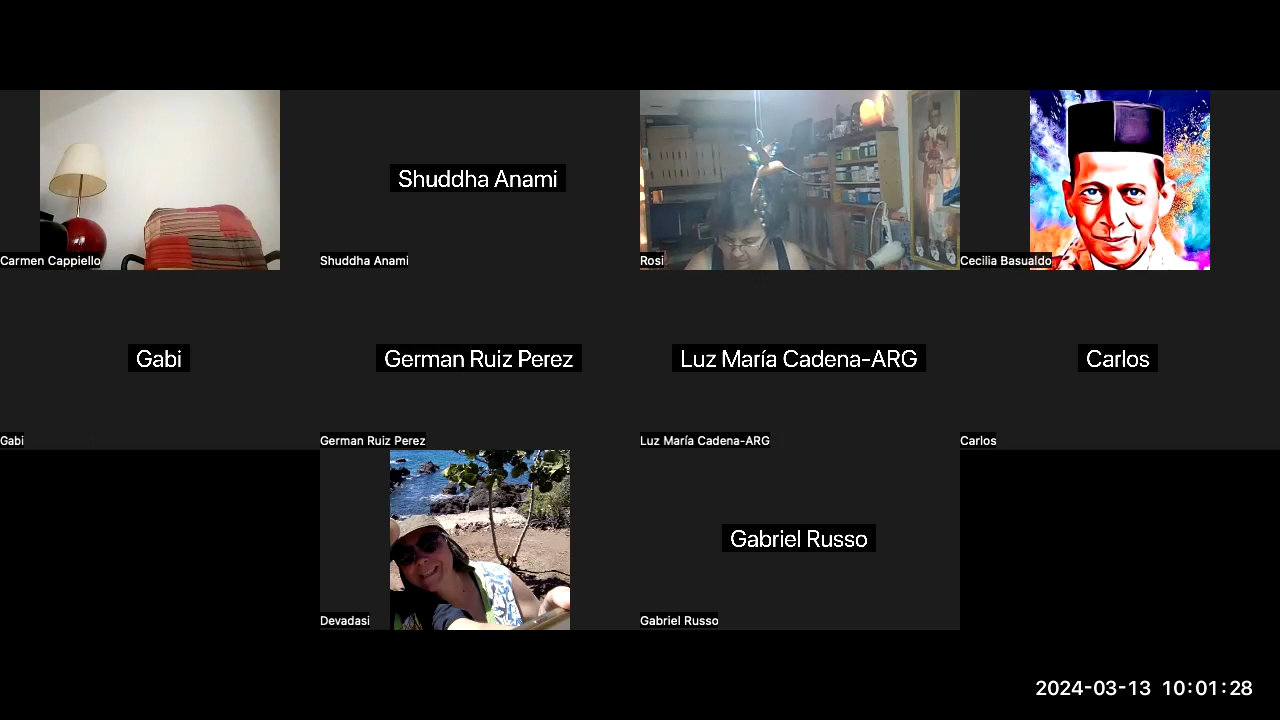 Shuddha Anami
Carmen Cappiello
Shuddha Anami
Rosi
Cecilia Basualdo
Gabi
German Ruiz Perez
Luz María Cadena-ARG
Carlos
Gabi
German Ruiz Perez
Luz María Cadena-ARG
Carlos
Gabriel Russo
Devadasi
Gabriel Russo
2024-03-13 10:01:28